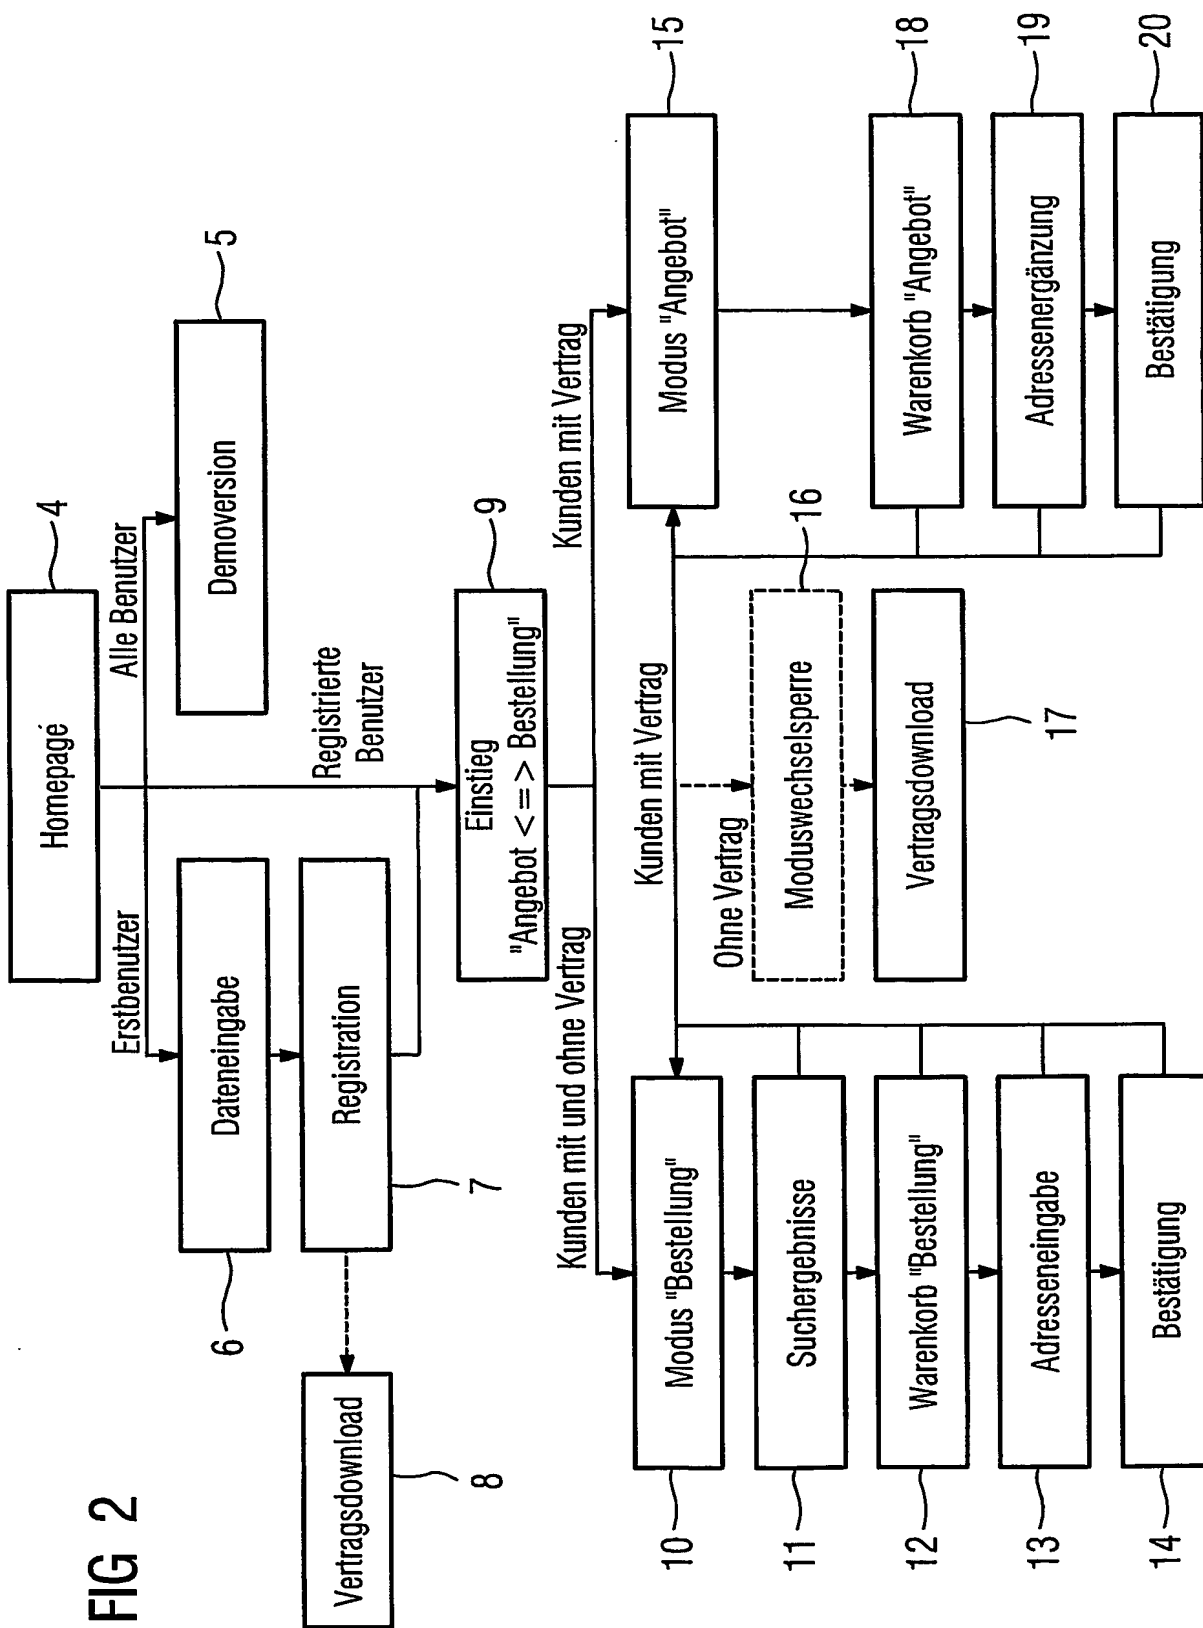 FIG 2
Homepage
4
Erstbenutzer
Alle Benutzer
Dateneingabe
6
Demoversion
5
Registration
7
Vertragsdownload
8
Registrierte
Benutzer
Einstieg
"Angebot < = > Bestellung"
9
Kunden mit und ohne Vertrag
Kunden mit Vertrag
Modus "Bestellung"
10
Kunden mit Vertrag
Modus "Angebot"
15
Suchergebnisse
11
Ohne Vertrag
Moduswechselsperre
16
Warenkorb "Bestellung"
12
Vertragsdownload
17
Warenkorb "Angebot"
18
Adresseneingabe
13
Adressenergänzung
19
Bestätigung
14
Bestätigung
20